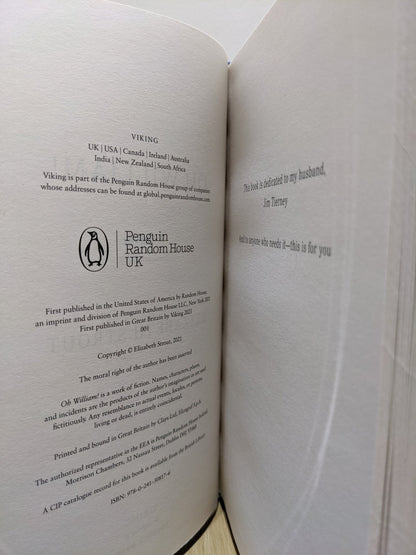 VIKING
UK | USA | Canada | Ireland | Australia
India | New Zealand | South Africa
Viking is part of the Penguin Random House group of companies
whose addresses can be found at global.penguinrandomhouse.com.
Penguin
Random House
UK
First published in the United States of America by Random House,
an imprint and division of Penguin Random House LLC, New York 2021
First published in Great Britain by Viking 2021
001
Copyright © Elizabeth Strout, 2021
The moral right of the author has been asserted
Oh William! is a work of fiction. Names, characters, places,
and incidents are the products of the author's imagination or are used
fictitiously. Any resemblance to actual events, locales, or persons,
living or dead, is entirely coincidental.
Printed and bound in Great Britain by Clays Ltd, Elcograf S.p.A.
The authorized representative in the EEA is Penguin Random House Ireland,
Morrison Chambers, 32 Nassau Street, Dublin D02 YH68
A CIP catalogue record for this book is available from the British Library
ISBN: 978-0-241-50817-6
This book is dedicated to my husband,
Jim Tierney
And to anyone who needs it—this is for you